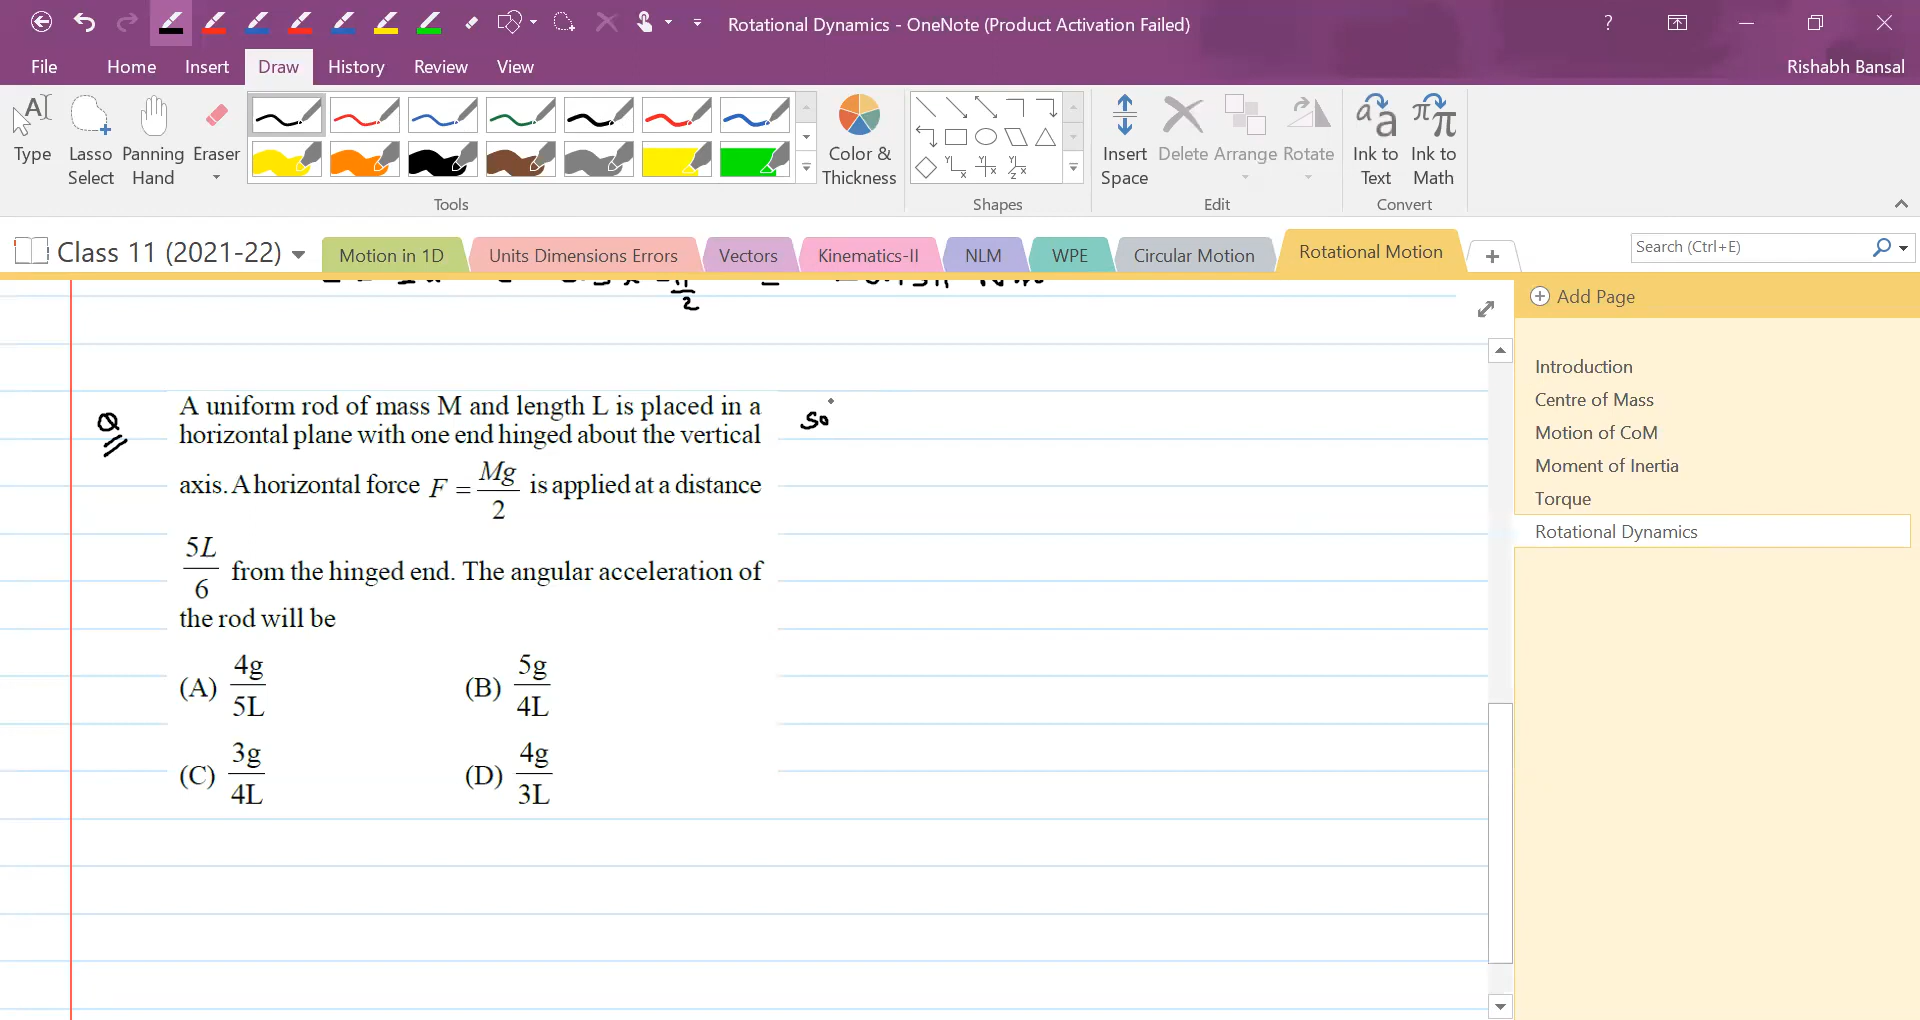 Rotational Dynamics - OneNote (Product Activation Failed)
?
File Home Insert Draw History Review View
Rishabh Bansal
Type
Lasso Select
Panning Hand
Eraser
Tools
Color & Thickness
Shapes
Insert Space
Delete
Arrange
Rotate
Edit
Ink to Text
Ink to Math
Convert
Class 11 (2021-22)
Motion in 1D
Units Dimensions Errors
Vectors
Kinematics-II
NLM
WPE
Circular Motion
Rotational Motion
Search (Ctrl+E)
Add Page
Introduction
Centre of Mass
Motion of CoM
Moment of Inertia
Torque
Rotational Dynamics
Q
A uniform rod of mass M and length L is placed in a
horizontal plane with one end hinged about the vertical
axis. A horizontal force F = Mg/2 is applied at a distance
5L/6 from the hinged end. The angular acceleration of
the rod will be
(A) 4g/5L (B) 5g/4L
(C) 3g/4L (D) 4g/3L
So